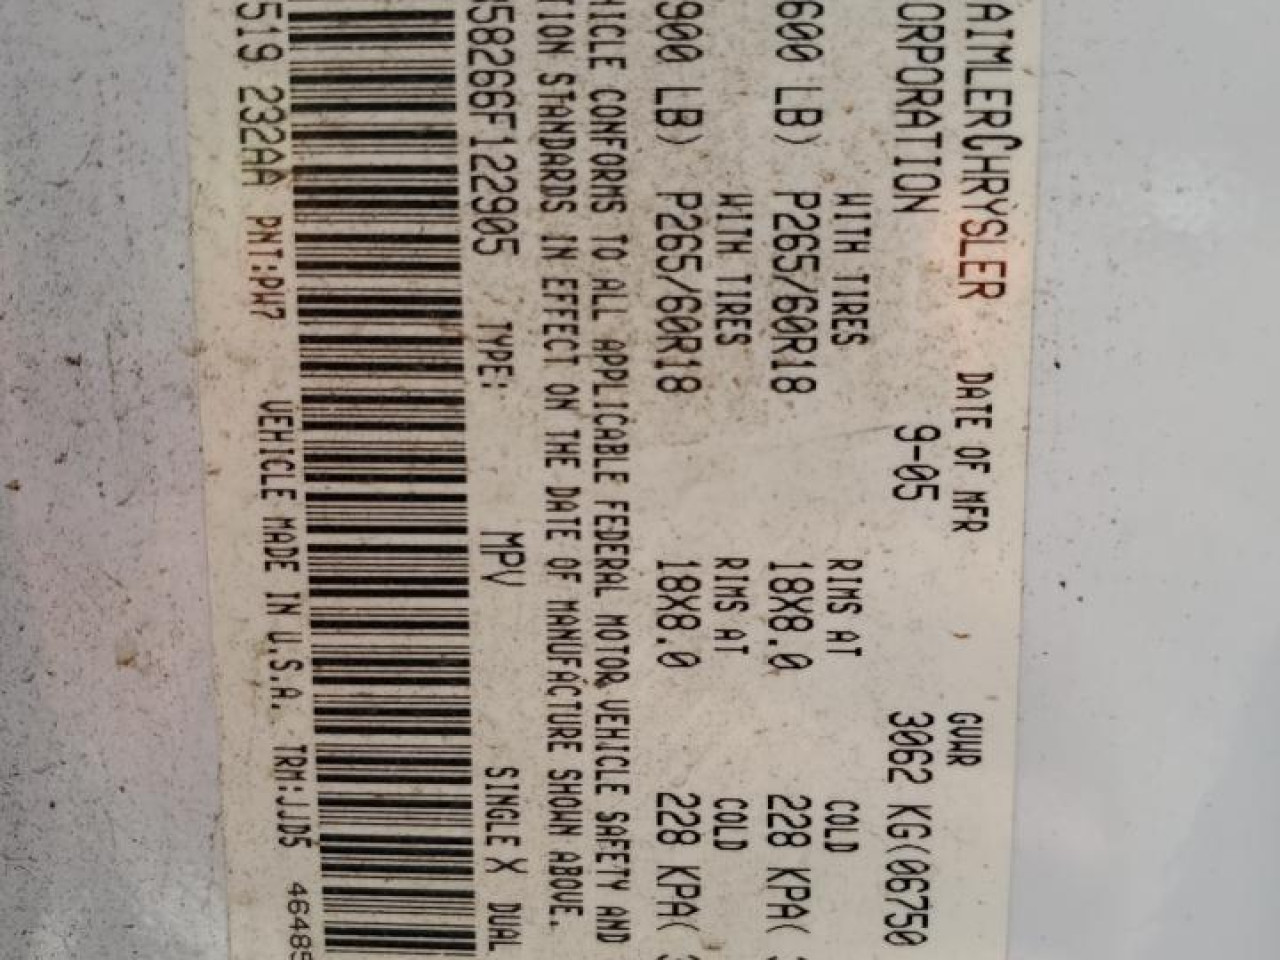 AIMLERCHRYSLER DATE OF MFR GVWR
ORPORATION 9-05 3062 KG(06750
WITH TIRES RIMS AT COLD
600 LB) P265/60R18 18X8.0 228 KPA(
WITH TIRES RIMS AT COLD
900 LB) P265/60R18 18X8.0 228 KPA(
HICLE CONFORMS TO ALL APPLICABLE FEDERAL MOTOR VEHICLE SAFETY AND
TION STANDARDS IN EFFECT ON THE DATE OF MANUFACTURE SHOWN ABOVE.
58266F122905 TYPE: MPV SINGLE X DUAL
519 232AA PNT:PW7 VEHICLE MADE IN U.S.A. TRM:JJD5 46485